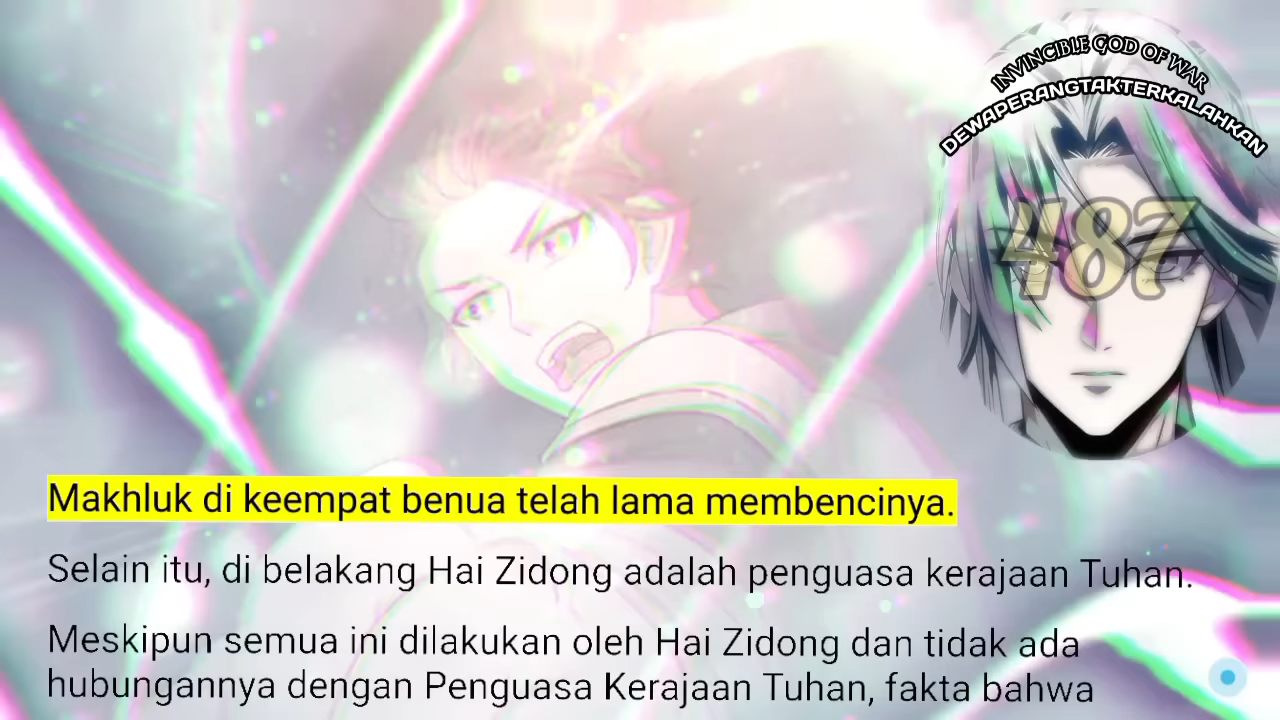 INVINCIBLE GOD OF WAR
DEWAPERANGTAKTERKALAHKAN
487
Makhluk di keempat benua telah lama membencinya.
Selain itu, di belakang Hai Zidong adalah penguasa kerajaan Tuhan.
Meskipun semua ini dilakukan oleh Hai Zidong dan tidak ada
hubungannya dengan Penguasa Kerajaan Tuhan, fakta bahwa